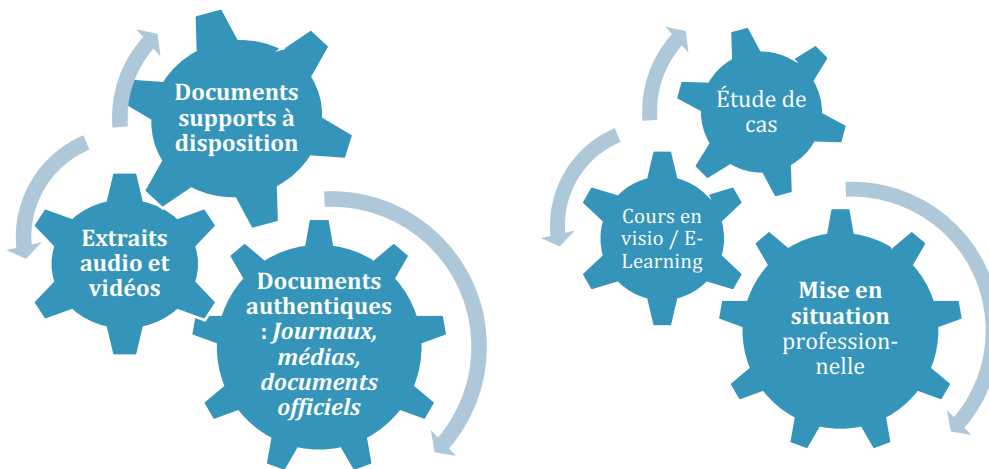 Documents
supports à
disposition
Extraits
audio et
vidéos
Documents
authentiques
: Journaux,
médias,
documents
officiels
Étude de
cas
Cours en
visio / E-
Learning
Mise en
situation
profession-
nelle